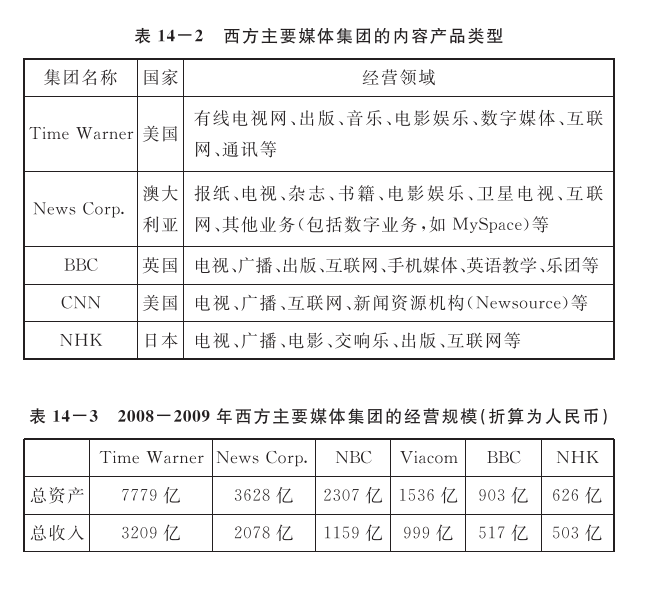 表 14－2　西方主要媒体集团的内容产品类型
集团名称 国家 经营领域
Time Warner 美国 有线电视网、出版、音乐、电影娱乐、数字媒体、互联
网、通讯等
News Corp. 澳大 报纸、电视、杂志、书籍、电影娱乐、卫星电视、互联
利亚 网、其他业务(包括数字业务,如 MySpace)等
BBC 英国 电视、广播、出版、互联网、手机媒体、英语教学、乐团等
CNN 美国 电视、广播、互联网、新闻资源机构(Newsource)等
NHK 日本 电视、广播、电影、交响乐、出版、互联网等
表 14－3　2008－2009 年西方主要媒体集团的经营规模(折算为人民币)
Time Warner News Corp. NBC Viacom BBC NHK
总资产 7779 亿 3628 亿 2307 亿 1536 亿 903 亿 626 亿
总收入 3209 亿 2078 亿 1159 亿 999 亿 517 亿 503 亿